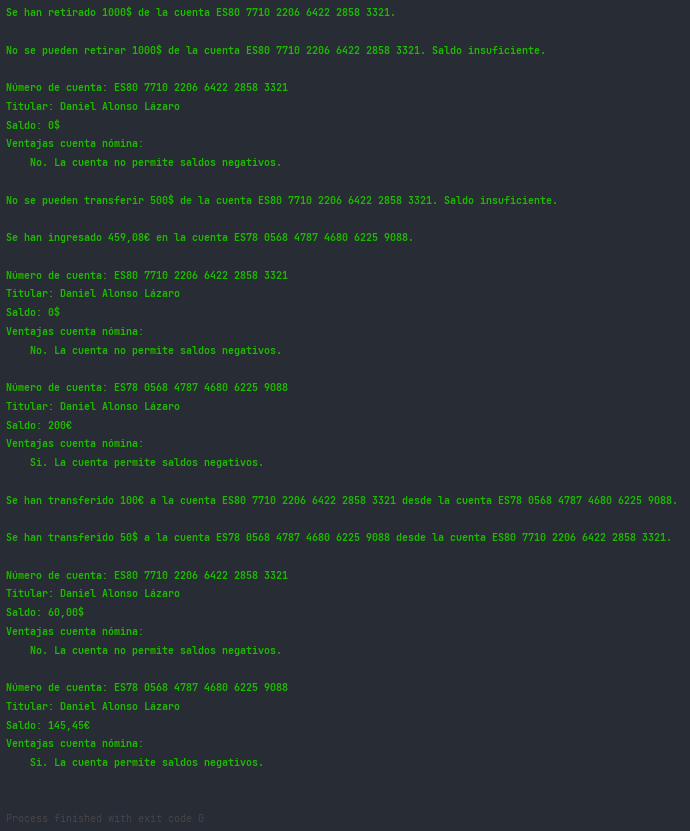 Se han retirado 1000$ de la cuenta ES80 7710 2206 6422 2858 3321.
No se pueden retirar 1000$ de la cuenta ES80 7710 2206 6422 2858 3321. Saldo insuficiente.
Número de cuenta: ES80 7710 2206 6422 2858 3321
Titular: Daniel Alonso Lázaro
Saldo: 0$
Ventajas cuenta nómina:
No. La cuenta no permite saldos negativos.
No se pueden transferir 500$ de la cuenta ES80 7710 2206 6422 2858 3321. Saldo insuficiente.
Se han ingresado 459,08€ en la cuenta ES78 0568 4787 4680 6225 9088.
Número de cuenta: ES80 7710 2206 6422 2858 3321
Titular: Daniel Alonso Lázaro
Saldo: 0$
Ventajas cuenta nómina:
No. La cuenta no permite saldos negativos.
Número de cuenta: ES78 0568 4787 4680 6225 9088
Titular: Daniel Alonso Lázaro
Saldo: 200€
Ventajas cuenta nómina:
Si. La cuenta permite saldos negativos.
Se han transferido 100€ a la cuenta ES80 7710 2206 6422 2858 3321 desde la cuenta ES78 0568 4787 4680 6225 9088.
Se han transferido 50$ a la cuenta ES78 0568 4787 4680 6225 9088 desde la cuenta ES80 7710 2206 6422 2858 3321.
Número de cuenta: ES80 7710 2206 6422 2858 3321
Titular: Daniel Alonso Lázaro
Saldo: 60,00$
Ventajas cuenta nómina:
No. La cuenta no permite saldos negativos.
Número de cuenta: ES78 0568 4787 4680 6225 9088
Titular: Daniel Alonso Lázaro
Saldo: 145,45€
Ventajas cuenta nómina:
Si. La cuenta permite saldos negativos.
Process finished with exit code 0